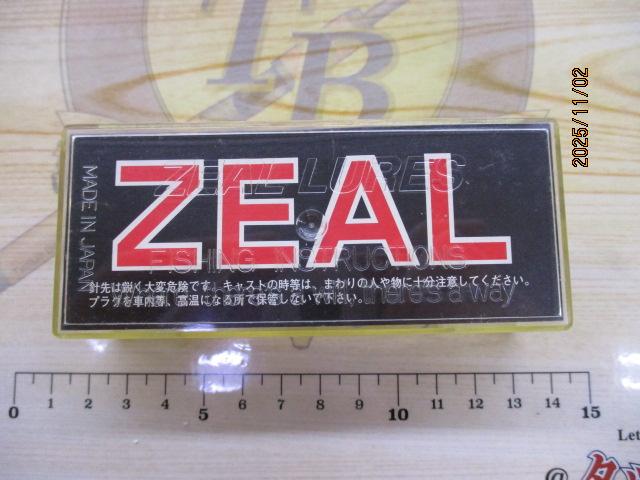 TB
2025/11/02
ZEAL LURES
ZEAL
MADE IN JAPAN
FISHING INSTRUCTIONS
針先は鋭く大変危険です。キャストの時等は、まわりの人や物に十分注意してください。
プラグを車内等、高温になる所で保管しないで下さい。
there's a way
0 1 2 3 4 5 6 7 8 9 10 11 12 13 14 15
Let
@タッ